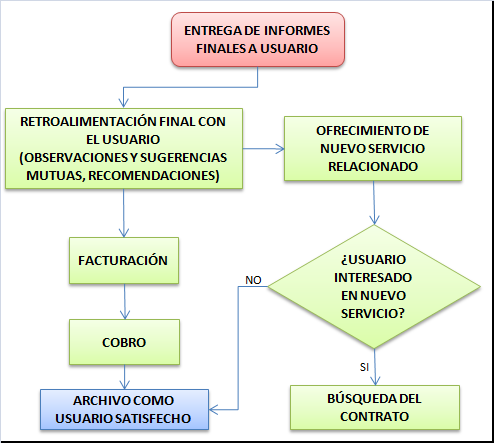 ENTREGA DE INFORMES
FINALES A USUARIO
RETROALIMENTACIÓN FINAL CON
EL USUARIO
(OBSERVACIONES Y SUGERENCIAS
MUTUAS, RECOMENDACIONES)
OFRECIMIENTO DE
NUEVO SERVICIO
RELACIONADO
FACTURACIÓN
¿USUARIO
INTERESADO
EN NUEVO
SERVICIO?
NO
COBRO
SI
ARCHIVO COMO
USUARIO SATISFECHO
BÚSQUEDA DEL
CONTRATO